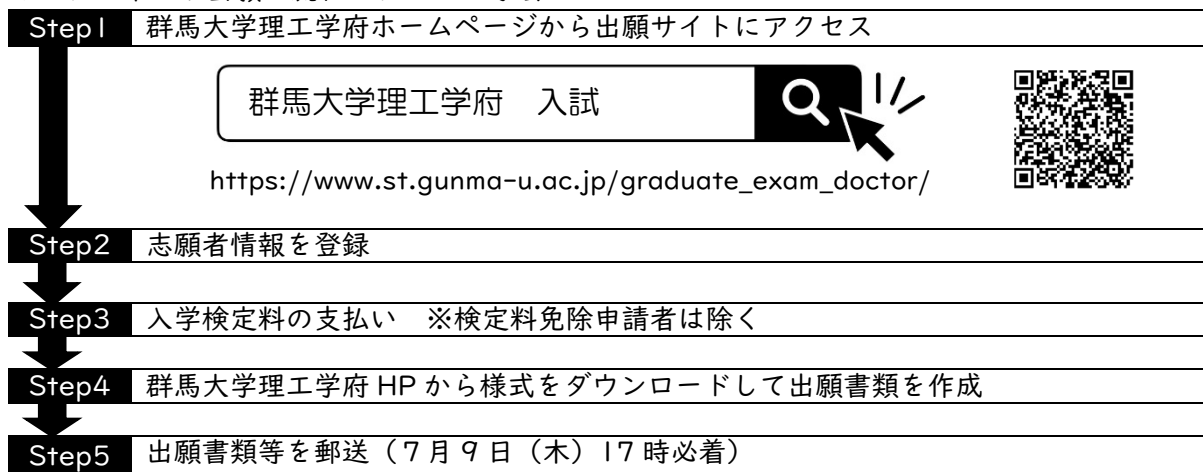 Step1 群馬大学理工学府ホームページから出願サイトにアクセス
群馬大学理工学府 入試
https://www.st.gunma-u.ac.jp/graduate_exam_doctor/
Step2 志願者情報を登録
Step3 入学検定料の支払い ※検定料免除申請者は除く
Step4 群馬大学理工学府 HP から様式をダウンロードして出願書類を作成
Step5 出願書類等を郵送（7月9日（木）17時必着）